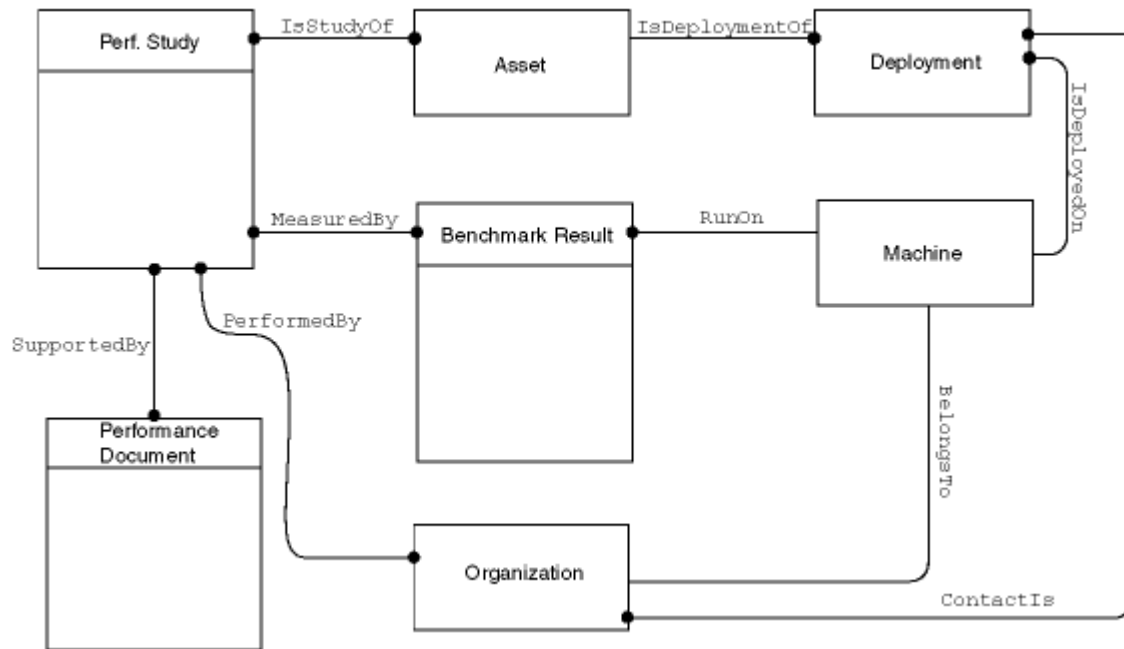 Perf. Study
IsStudyOf
Asset
IsDeploymentOf
Deployment
IsDeployedOn
MeasuredBy
Benchmark Result
RunOn
Machine
PerformedBy
SupportedBy
Performance
Document
BelongsTo
Organization
ContactIs